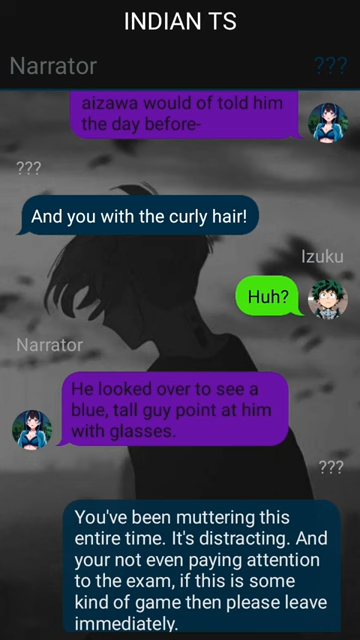 INDIAN TS
Narrator ???
aizawa would of told him
the day before-
???
And you with the curly hair!
Izuku
Huh?
Narrator
He looked over to see a
blue, tall guy point at him
with glasses.
???
You've been muttering this
entire time. It's distracting. And
your not even paying attention
to the exam, if this is some
kind of game then please leave
immediately.